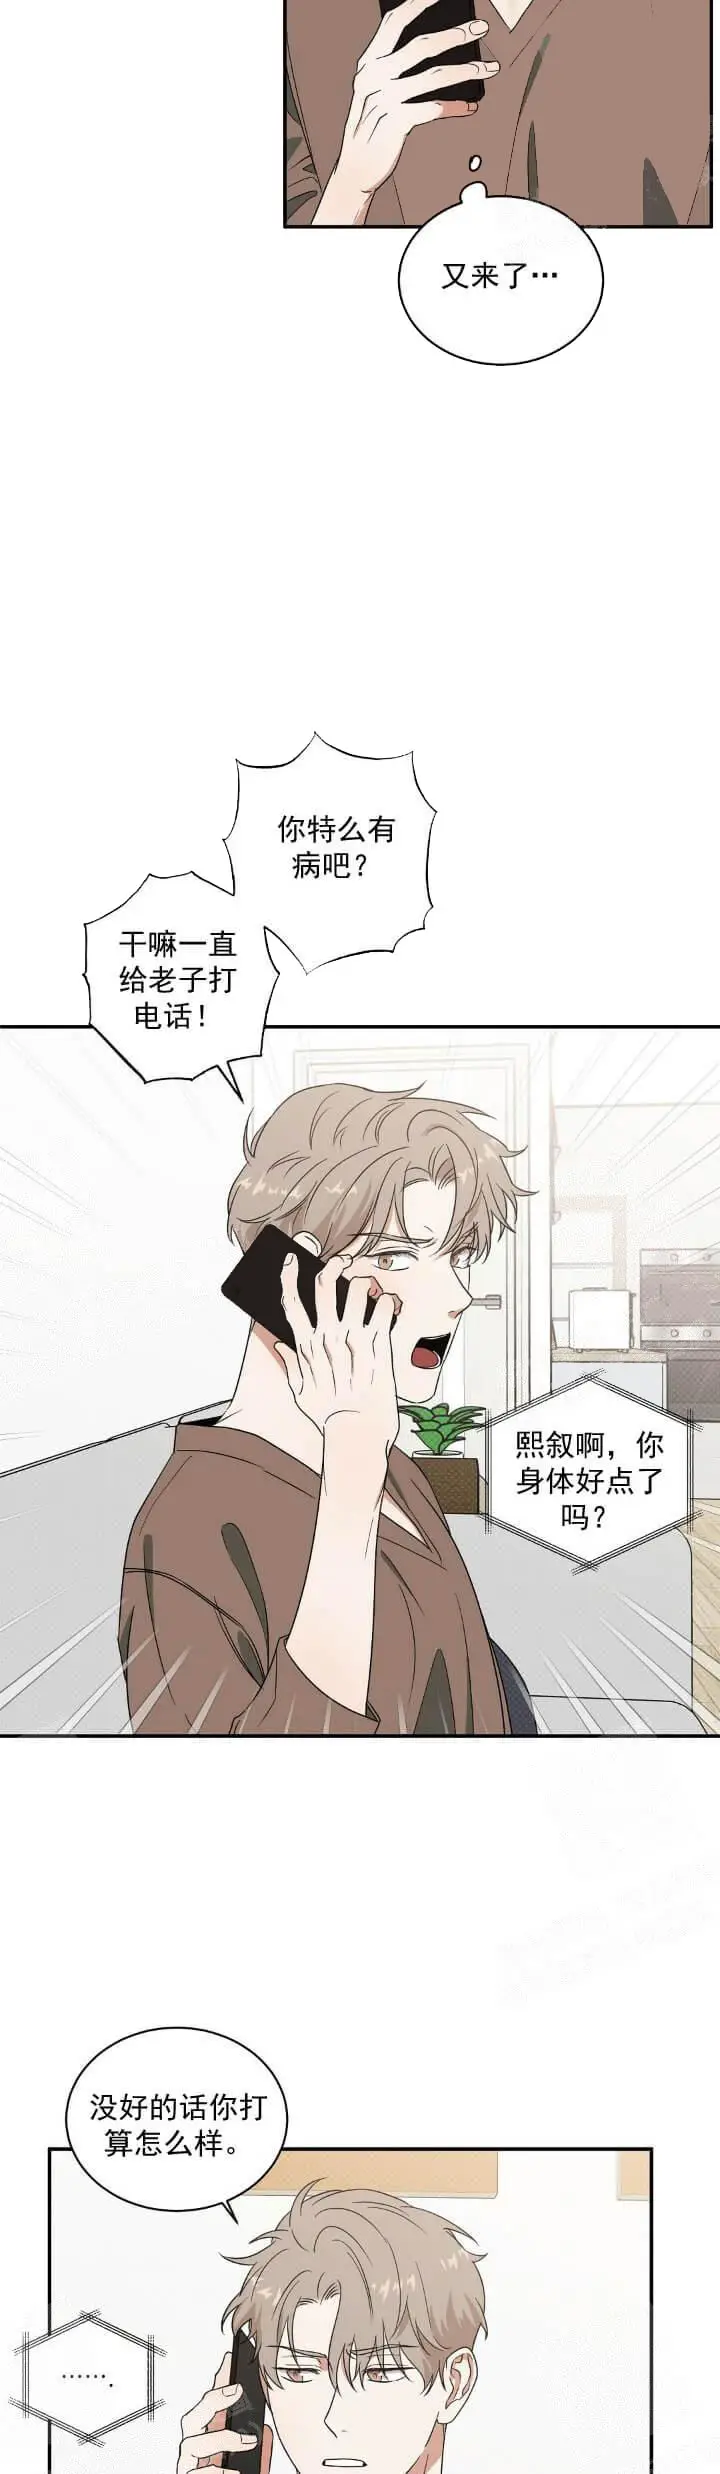 又来了…
你特么有
病吧？
干嘛一直
给老子打
电话！
熙叙啊，你
身体好点了
吗？
没好的话你打
算怎么样。
…….